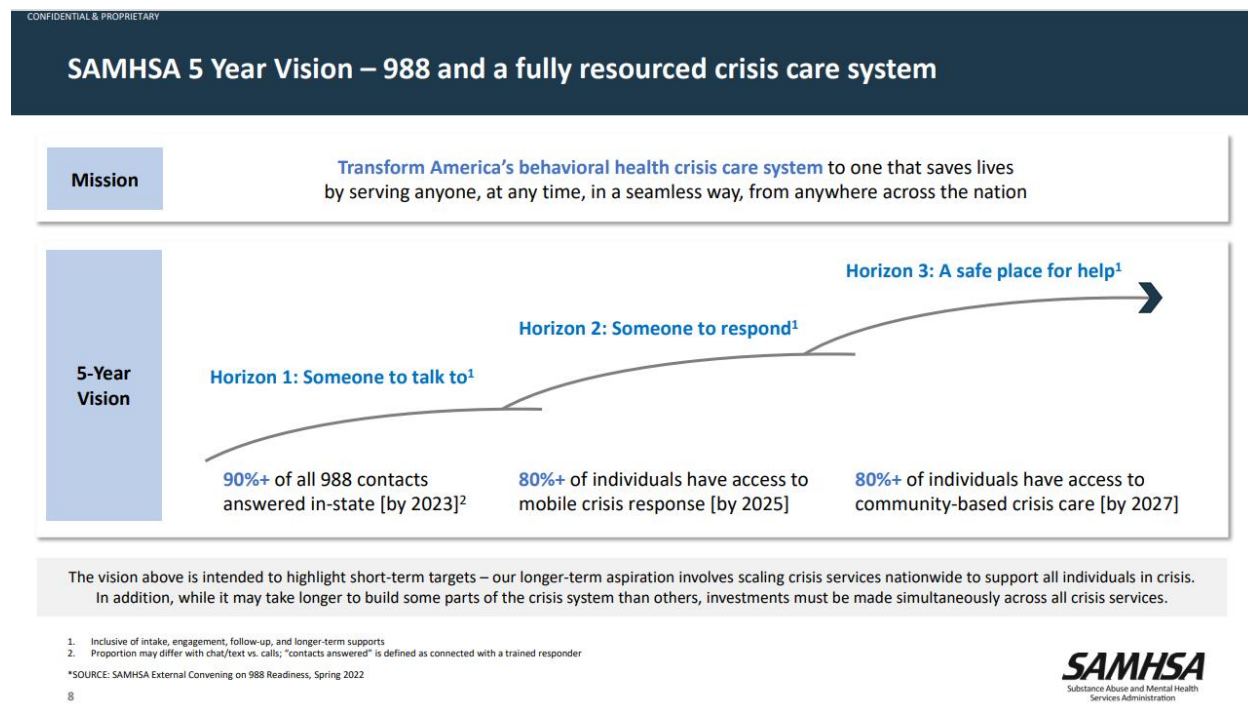 CONFIDENTIAL & PROPRIETARY
SAMHSA 5 Year Vision – 988 and a fully resourced crisis care system
Mission
Transform America's behavioral health crisis care system to one that saves lives
by serving anyone, at any time, in a seamless way, from anywhere across the nation
5-Year
Vision
Horizon 1: Someone to talk to¹
Horizon 2: Someone to respond¹
Horizon 3: A safe place for help¹
90%+ of all 988 contacts
answered in-state [by 2023]²
80%+ of individuals have access to
mobile crisis response [by 2025]
80%+ of individuals have access to
community-based crisis care [by 2027]
The vision above is intended to highlight short-term targets – our longer-term aspiration involves scaling crisis services nationwide to support all individuals in crisis.
In addition, while it may take longer to build some parts of the crisis system than others, investments must be made simultaneously across all crisis services.
1. Inclusive of intake, engagement, follow-up, and longer-term supports
2. Proportion may differ with chat/text vs. calls; "contacts answered" is defined as connected with a trained responder
*SOURCE: SAMHSA External Convening on 988 Readiness, Spring 2022
8
SAMHSA
Substance Abuse and Mental Health
Services Administration